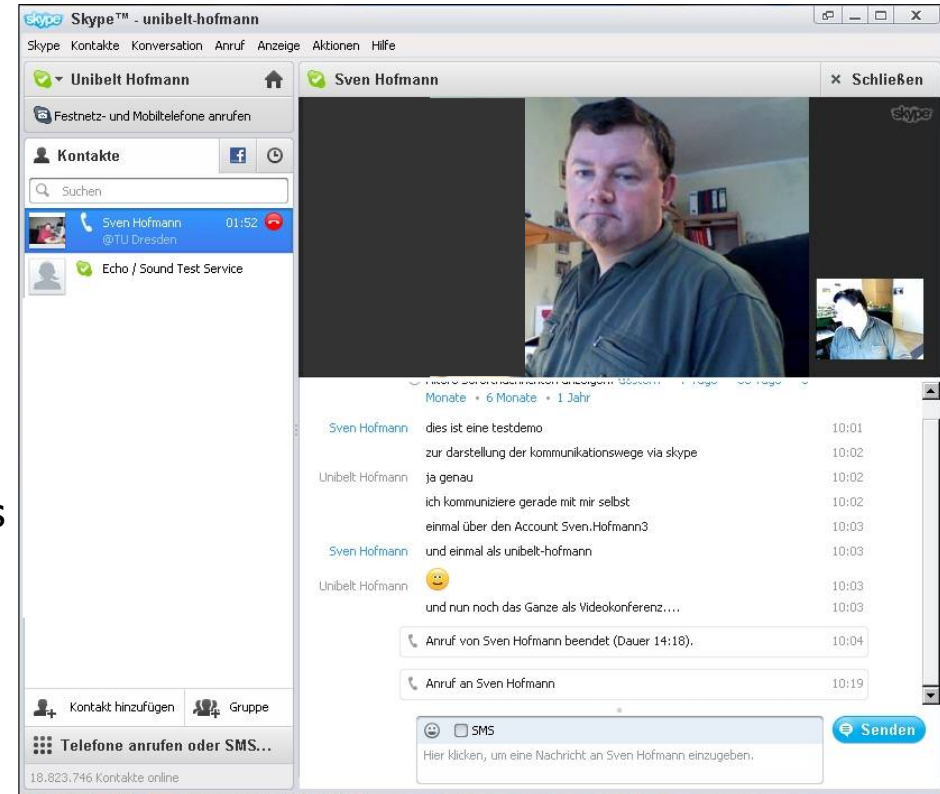 Skype™ - unibelt-hofmann
Skype Kontakte Konversation Anruf Anzeige Aktionen Hilfe
Unibelt Hofmann
Festnetz- und Mobiltelefone anrufen
Kontakte
Suchen
Sven Hofmann 01:52
@TU Dresden
Echo / Sound Test Service
Kontakt hinzufügen Gruppe
Telefone anrufen oder SMS...
18.823.746 Kontakte online
s
Sven Hofmann × Schließen
skype
Monate • 6 Monate • 1 Jahr
Sven Hofmann dies ist eine testdemo 10:01
zur darstellung der kommunikationswege via skype 10:02
Unibelt Hofmann ja genau 10:02
ich kommuniziere gerade mit mir selbst 10:02
einmal über den Account Sven.Hofmann3 10:03
Sven Hofmann und einmal als unibelt-hofmann 10:03
Unibelt Hofmann 10:03
und nun noch das Ganze als Videokonferenz.... 10:03
Anruf von Sven Hofmann beendet (Dauer 14:18). 10:04
Anruf an Sven Hofmann 10:19
SMS
Senden
Hier klicken, um eine Nachricht an Sven Hofmann einzugeben.